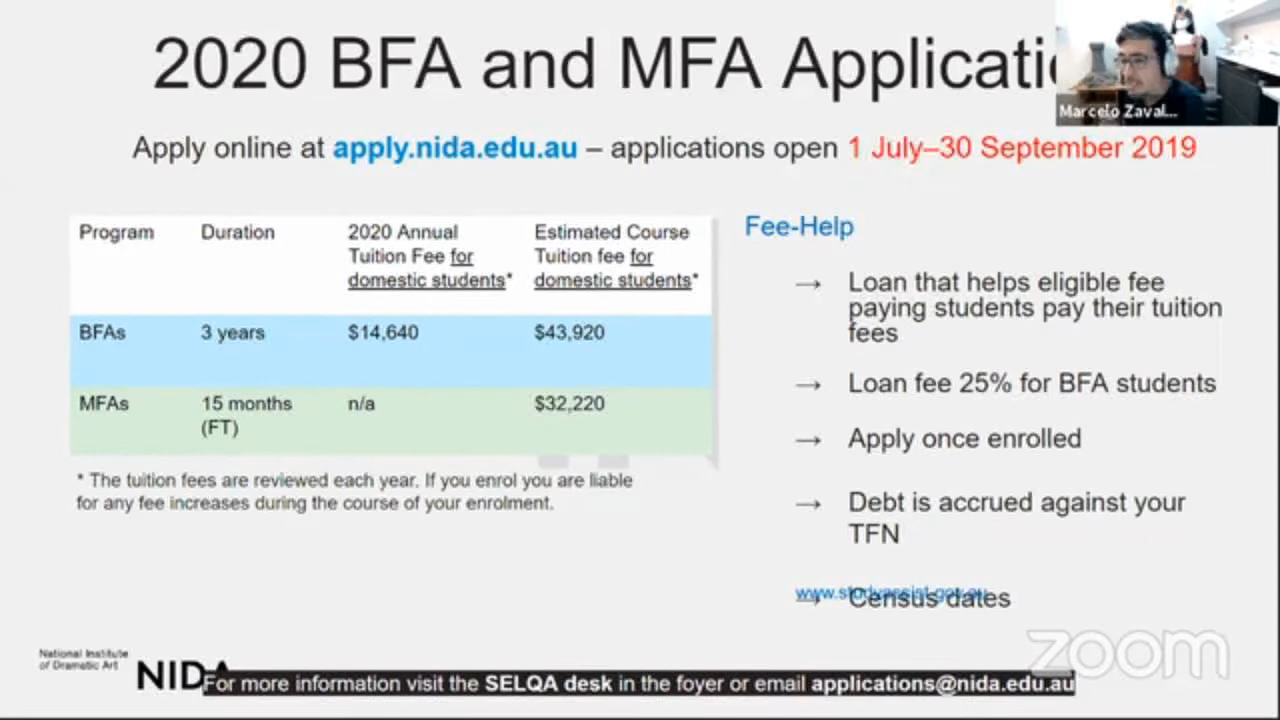 2020 BFA and MFA Applicatio
Marcelo Zaval...
Apply online at apply.nida.edu.au – applications open 1 July–30 September 2019
Program Duration 2020 Annual Tuition Fee for domestic students* Estimated Course Tuition fee for domestic students*
BFAs 3 years $14,640 $43,920
MFAs 15 months (FT) n/a $32,220
* The tuition fees are reviewed each year. If you enrol you are liable
for any fee increases during the course of your enrolment.
Fee-Help
→ Loan that helps eligible fee
paying students pay their tuition
fees
→ Loan fee 25% for BFA students
→ Apply once enrolled
→ Debt is accrued against your
TFN
www.studyassist.gov.au
→ Census dates
National Institute
of Dramatic Art
NIDA
For more information visit the SELQA desk in the foyer or email applications@nida.edu.au
zoom